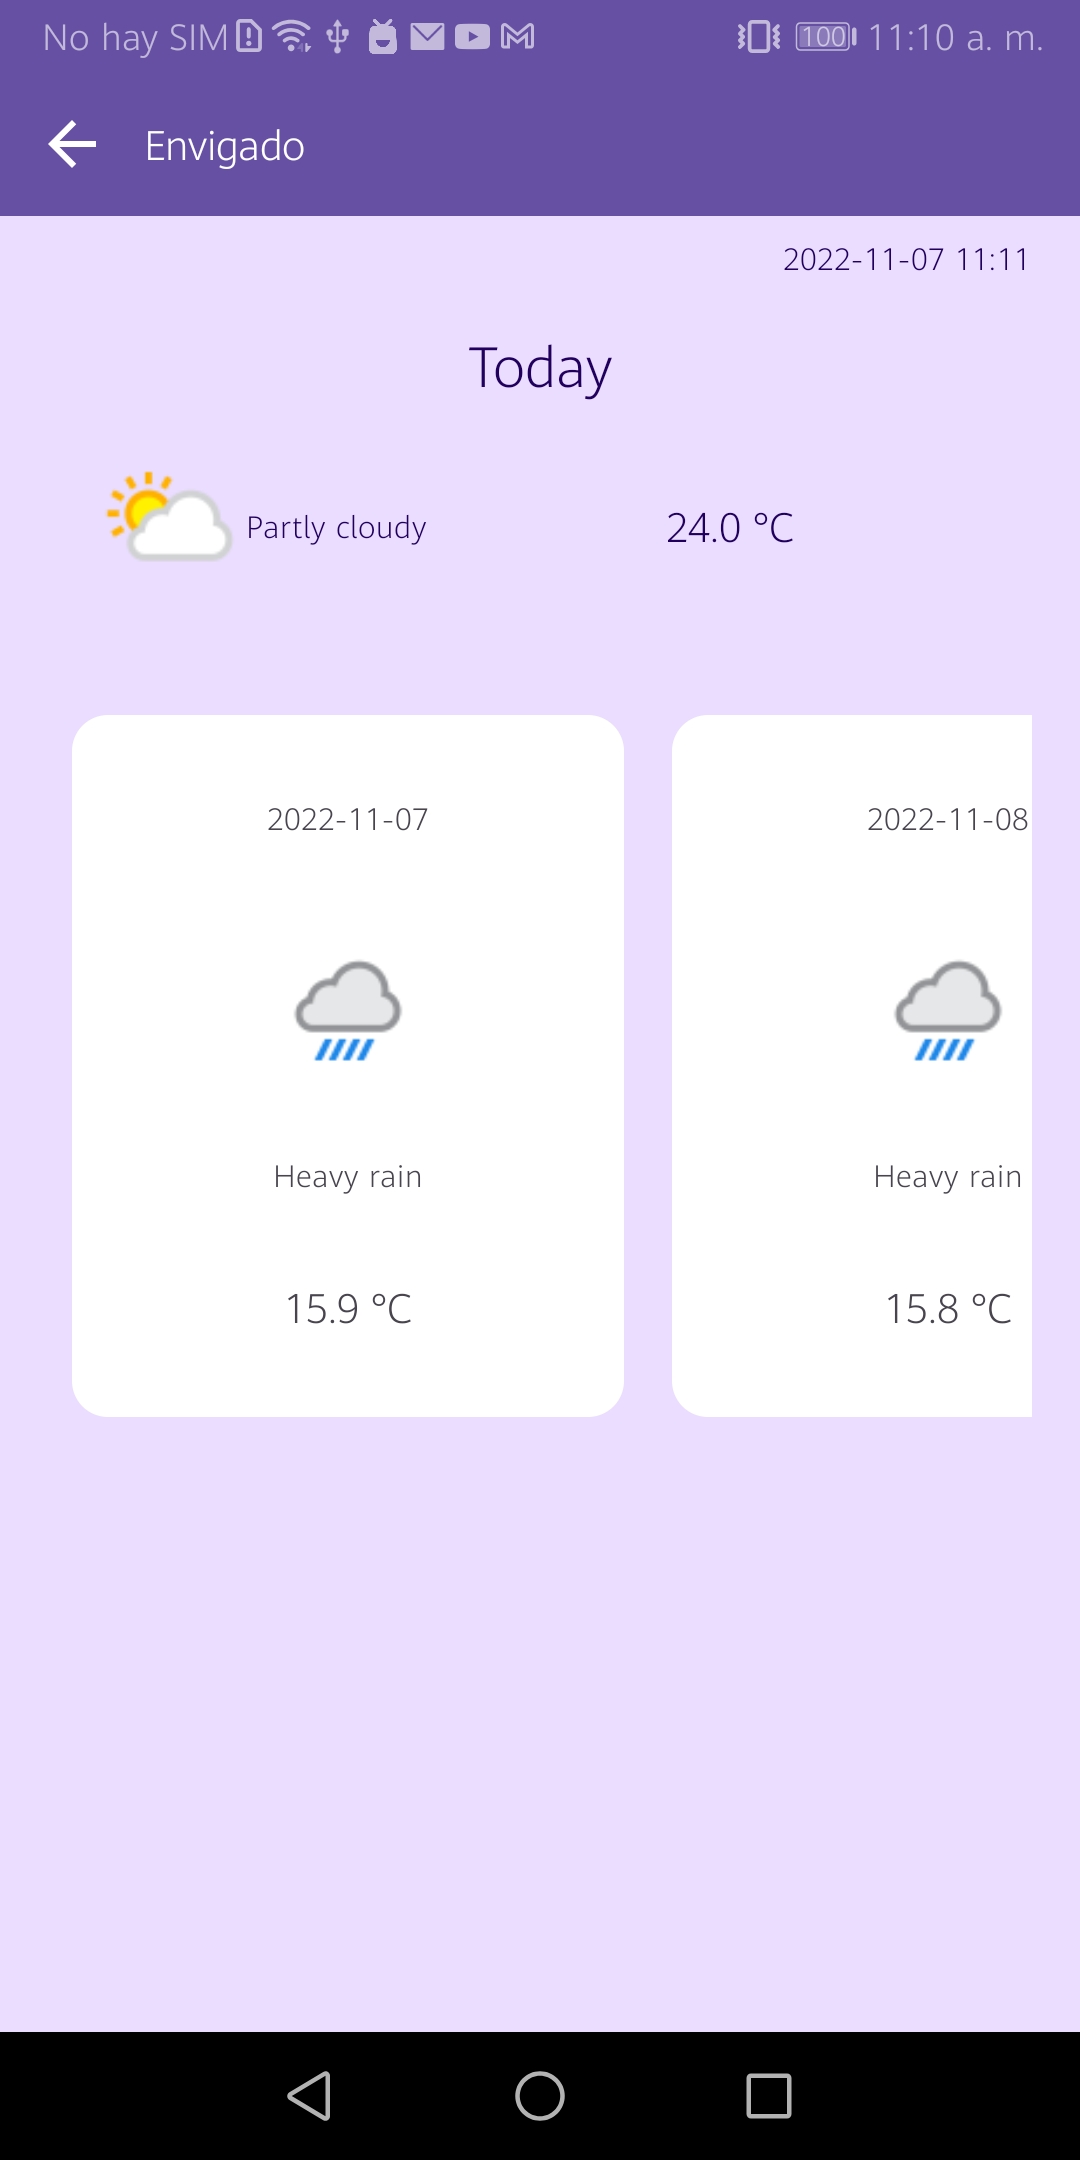 No hay SIM 100 11:10 a. m.
Envigado
2022-11-07 11:11
Today
Partly cloudy 24.0 °C
2022-11-07
Heavy rain
15.9 °C
2022-11-08
Heavy rain
15.8 °C